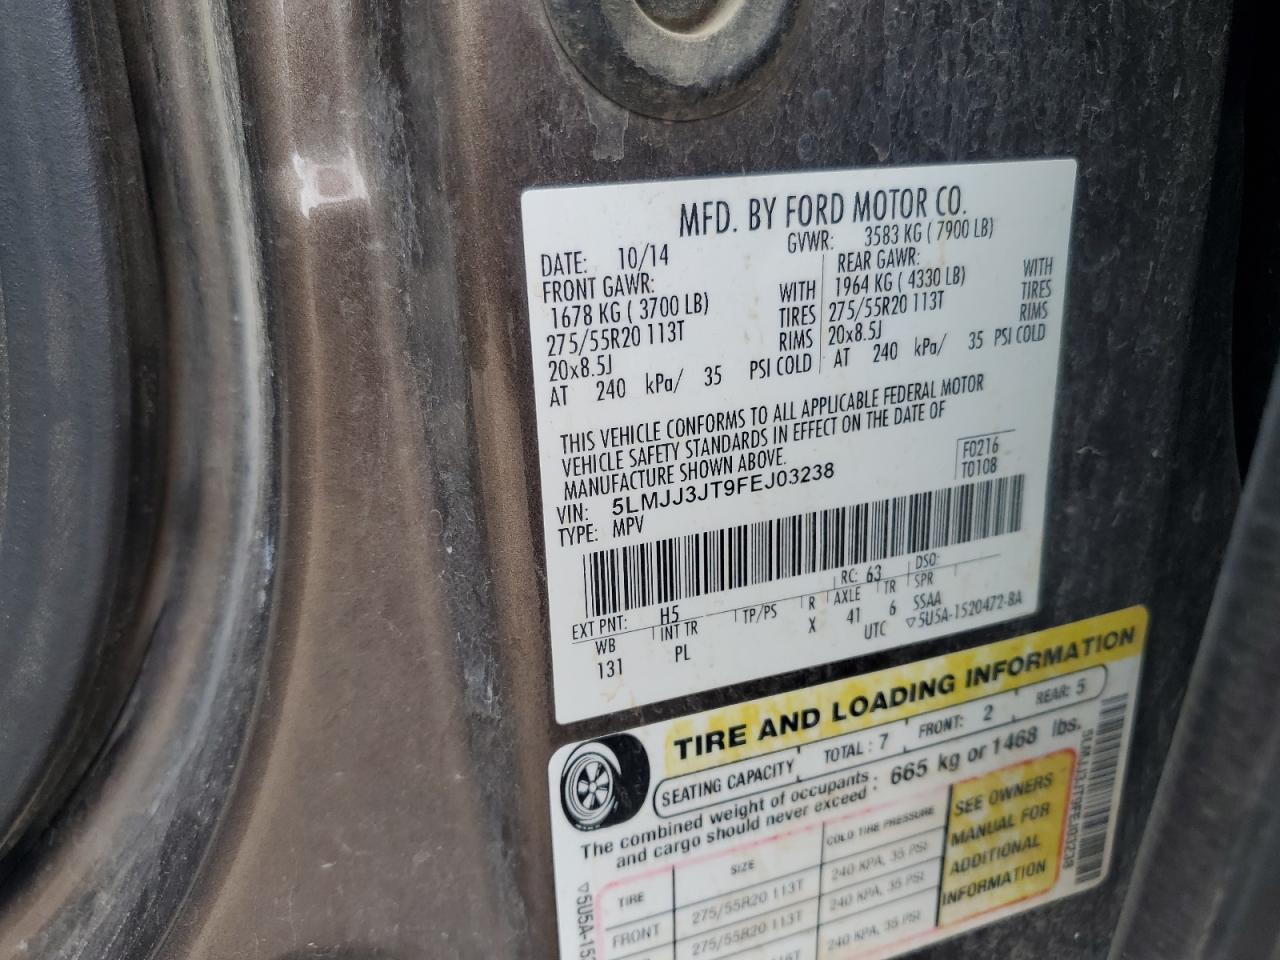 MFD. BY FORD MOTOR CO.
DATE: 10/14 GVWR: 3583 KG ( 7900 LB)
FRONT GAWR: REAR GAWR:
1678 KG ( 3700 LB) WITH 1964 KG ( 4330 LB) WITH
275/55R20 113T TIRES 275/55R20 113T TIRES
20x8.5J RIMS 20x8.5J RIMS
AT 240 kPa/ 35 PSI COLD AT 240 kPa/ 35 PSI COLD
THIS VEHICLE CONFORMS TO ALL APPLICABLE FEDERAL MOTOR
VEHICLE SAFETY STANDARDS IN EFFECT ON THE DATE OF
MANUFACTURE SHOWN ABOVE.
F0216
T0108
VIN: 5LMJJ3JT9FEJ03238
TYPE: MPV
EXT PNT: H5 RC: 63 DSO:
WB INT TR TP/PS R AXLE TR SPR
131 PL X 41 6 SSAA
UTC ▽5U5A-1520472-BA
TIRE AND LOADING INFORMATION
SEATING CAPACITY TOTAL : 7 FRONT: 2 REAR: 5
The combined weight of occupants
and cargo should never exceed : 665 kg or 1468 lbs.
TIRE SIZE COLD TIRE PRESSURE
FRONT 275/55R20 113T 240 KPA, 35 PSI
275/55R20 113T 240 KPA, 35 PSI
240 KPA, 35 PSI
SEE OWNERS
MANUAL FOR
ADDITIONAL
INFORMATION
5LMJJ3JT9FEJ03238
▽5U5A-15